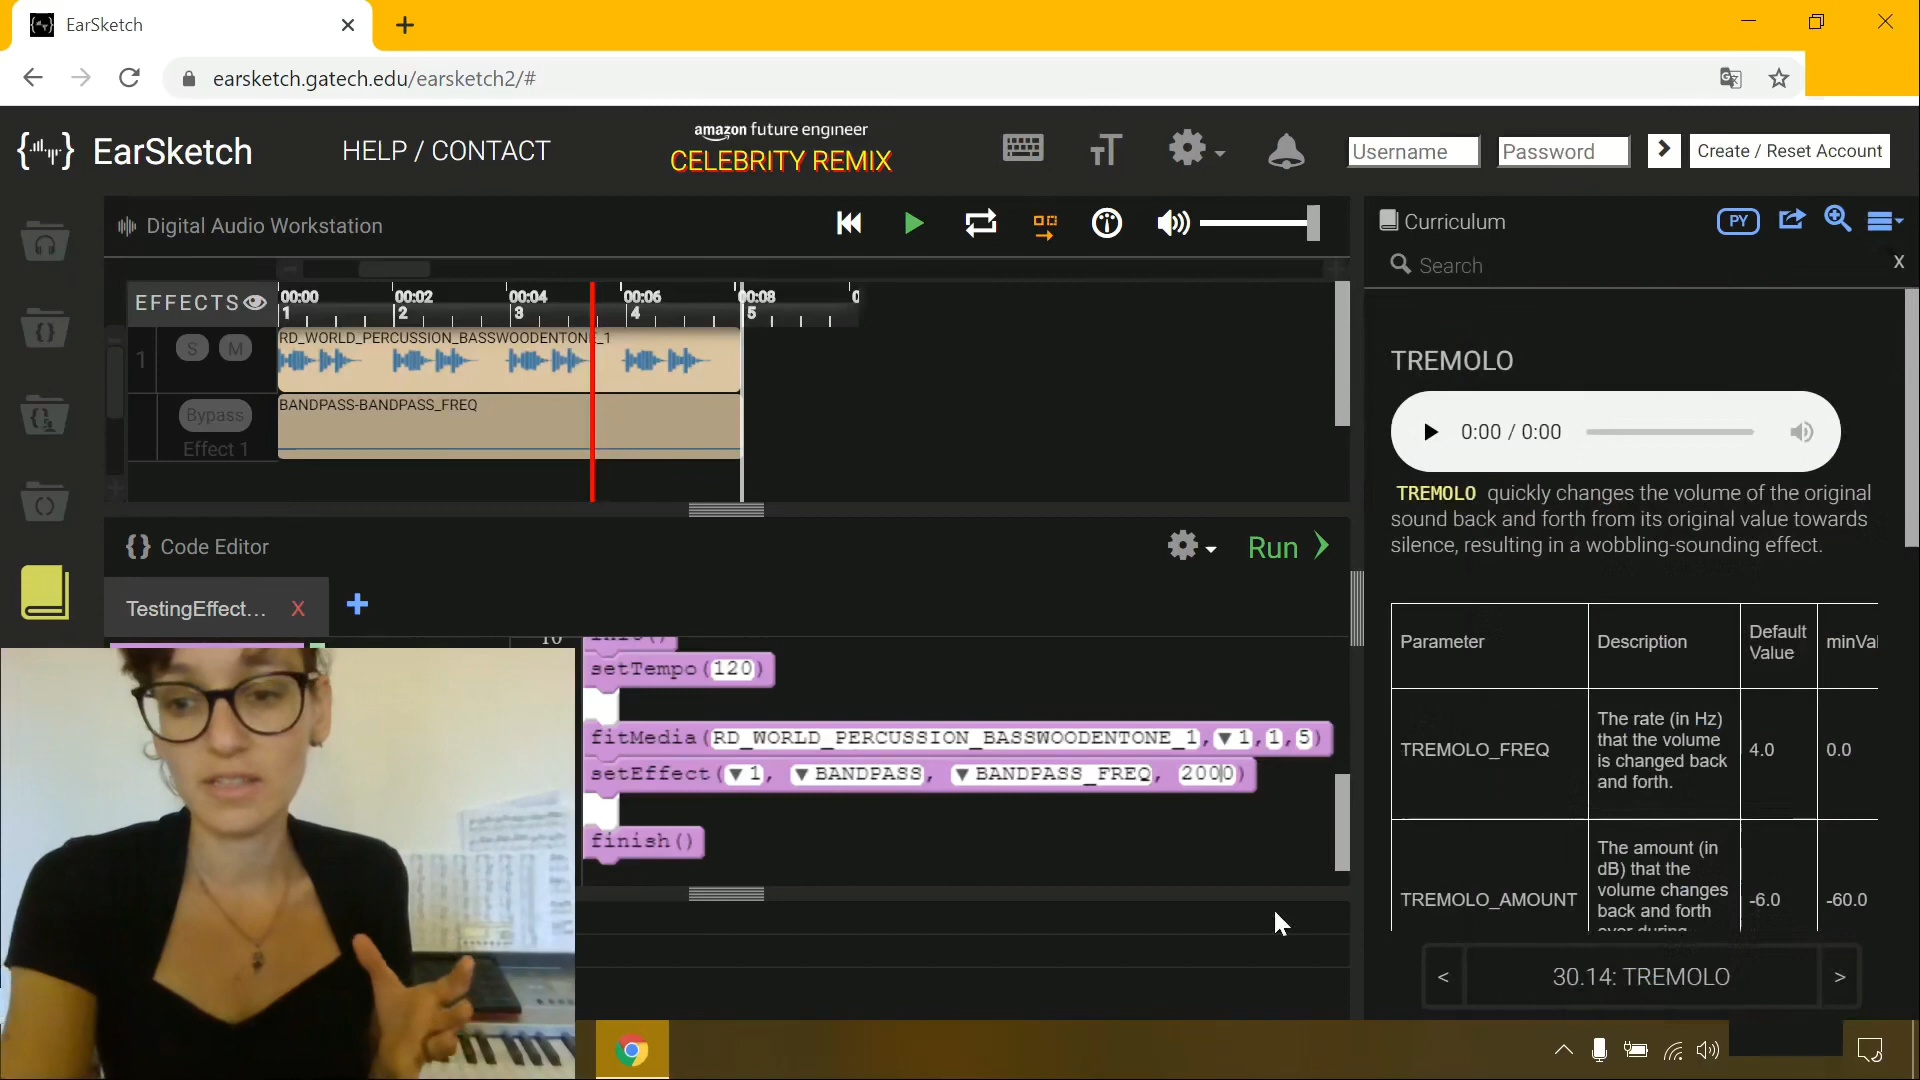 EarSketch
earsketch.gatech.edu/earsketch2/#
EarSketch
HELP / CONTACT
amazon future engineer
CELEBRITY REMIX
Username
Password
Create / Reset Account
Digital Audio Workstation
EFFECTS
00:00
00:02
00:04
00:06
00:08
1
2
3
4
5
1
S
M
RD_WORLD_PERCUSSION_BASSWOODENTONE_1
Bypass
Effect 1
BANDPASS-BANDPASS_FREQ
{} Code Editor
Run
TestingEffect... X
init()
setTempo(120)
fitMedia(RD_WORLD_PERCUSSION_BASSWOODENTONE_1,▼1,1,5)
setEffect(▼1, ▼BANDPASS, ▼BANDPASS_FREQ, 2000)
finish()
Curriculum
PY
Search
X
TREMOLO
0:00 / 0:00
TREMOLO quickly changes the volume of the original
sound back and forth from its original value towards
silence, resulting in a wobbling-sounding effect.
Parameter
Description
Default
Value
minVal
TREMOLO_FREQ
The rate (in Hz)
that the volume
is changed back
and forth.
4.0
0.0
TREMOLO_AMOUNT
The amount (in
dB) that the
volume changes
back and forth
over during
-6.0
-60.0
< 30.14: TREMOLO >